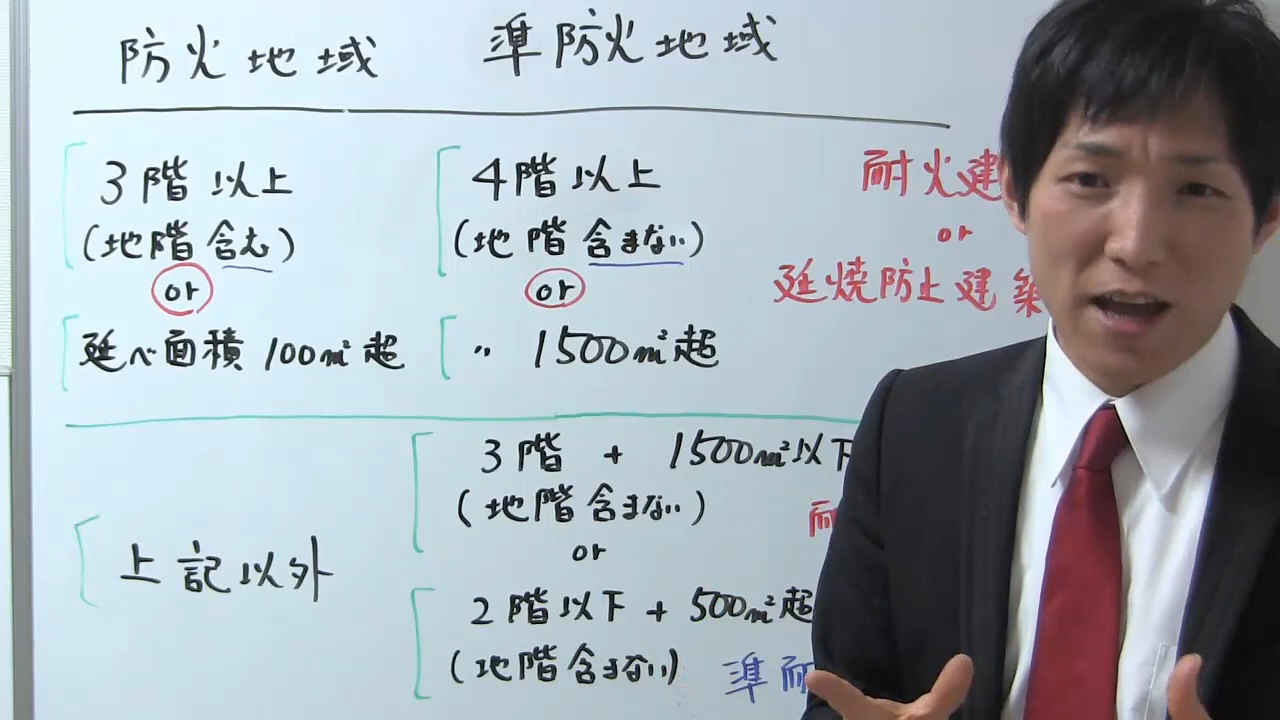 防火地域 準防火地域
3階以上 4階以上 耐火建
(地階含む) (地階含まない) or
or or 延焼防止建築
延べ面積 100㎡超 〃 1500㎡超
3階 + 1500㎡以下
(地階含まない) 耐
上記以外 or
2階以下 + 500㎡超
(地階含まない) 準耐